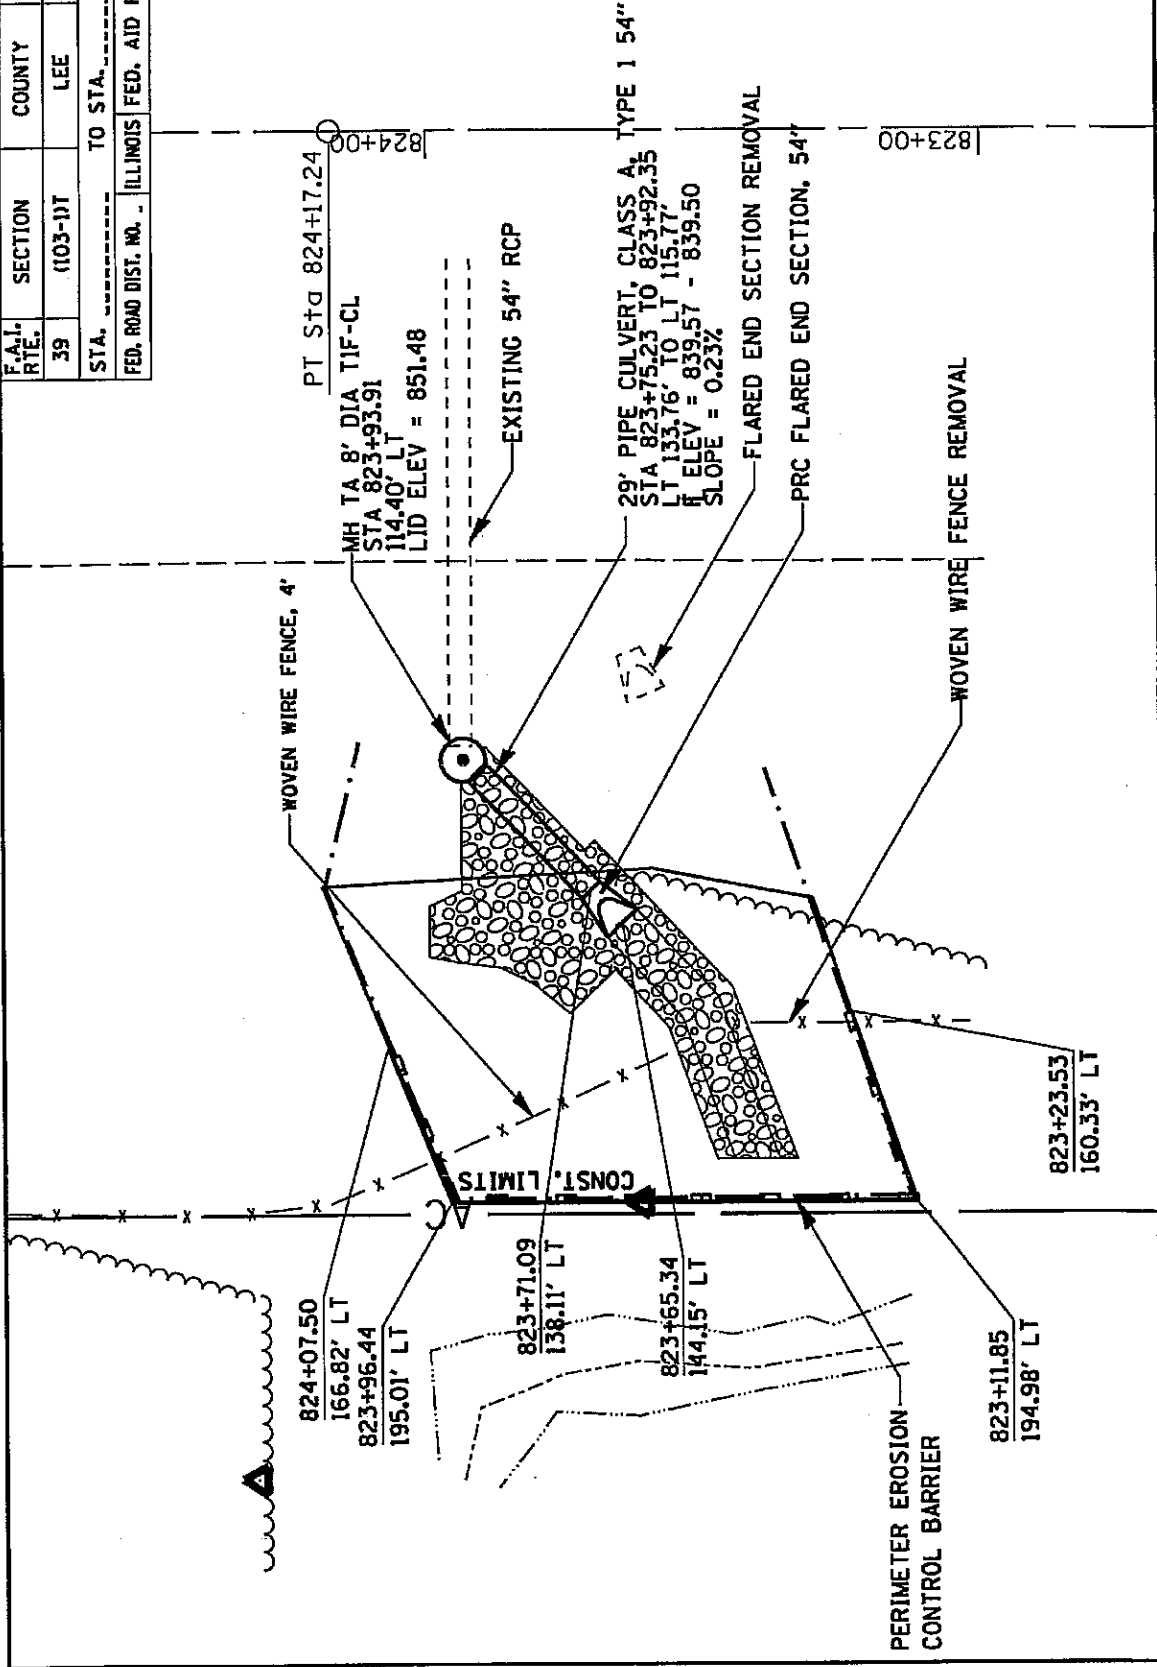 F.A.I.
RTE.
SECTION
COUNTY
39
(103-1)T
LEE
STA. ---------- TO STA.
FED. ROAD DIST. NO. _
ILLINOIS
FED. AID
PT Sta 824+17.24
824+00
823+00
WOVEN WIRE FENCE, 4'
MH TA 8' DIA T1F-CL
STA 823+93.91
114.40' LT
LID ELEV = 851.48
EXISTING 54" RCP
29' PIPE CULVERT, CLASS A, TYPE 1 54"
STA 823+75.23 TO 823+92.35
LT 133.76' TO LT 115.77'
ELEV = 839.57 - 839.50
SLOPE = 0.23%
FLARED END SECTION REMOVAL
PRC FLARED END SECTION, 54"
WOVEN WIRE FENCE REMOVAL
CONST. LIMITS
824+07.50
166.82' LT
823+96.44
195.01' LT
823+71.09
138.11' LT
823+65.34
144.15' LT
823+23.53
160.33' LT
823+11.85
194.98' LT
PERIMETER EROSION
CONTROL BARRIER